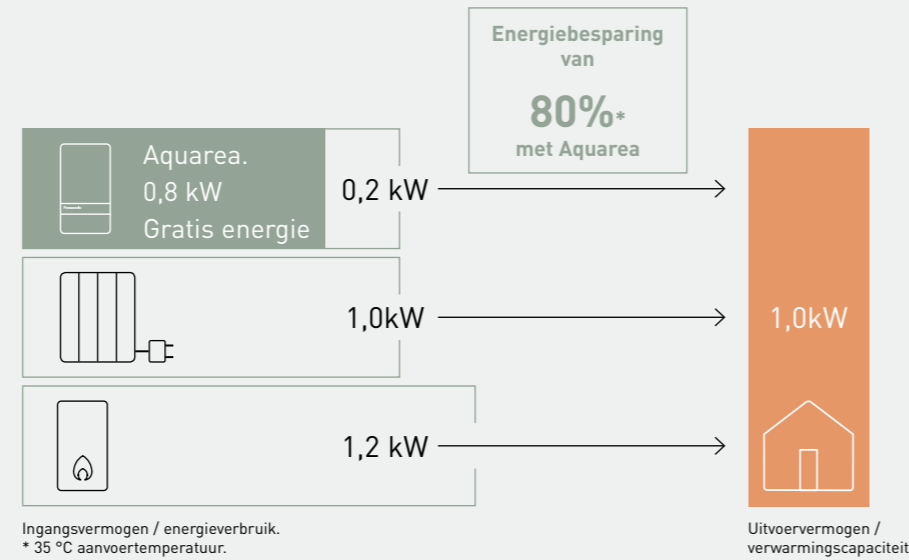 Energiebesparing
van
80%*
met Aquarea
Aquarea.
0,8 kW
Gratis energie
0,2 kW
1,0kW
1,0kW
1,2 kW
Ingangsvermogen / energieverbruik.
* 35 °C aanvoertemperatuur.
Uitvoervermogen /
verwarmingscapaciteit